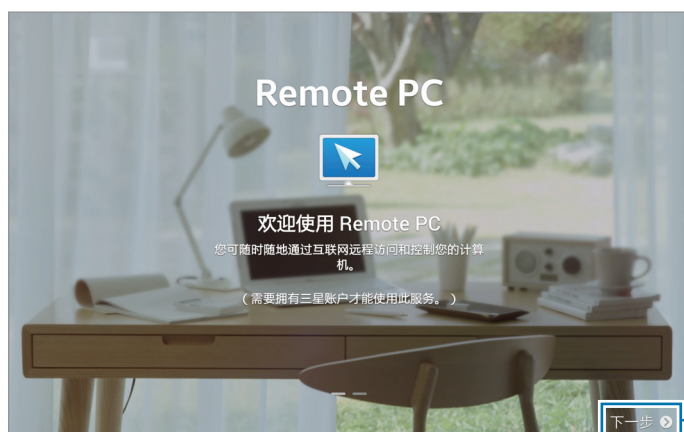 Remote PC
欢迎使用 Remote PC
您可随时随地通过互联网远程访问和控制您的计算
机。
（需要拥有三星账户才能使用此服务。）
下一步